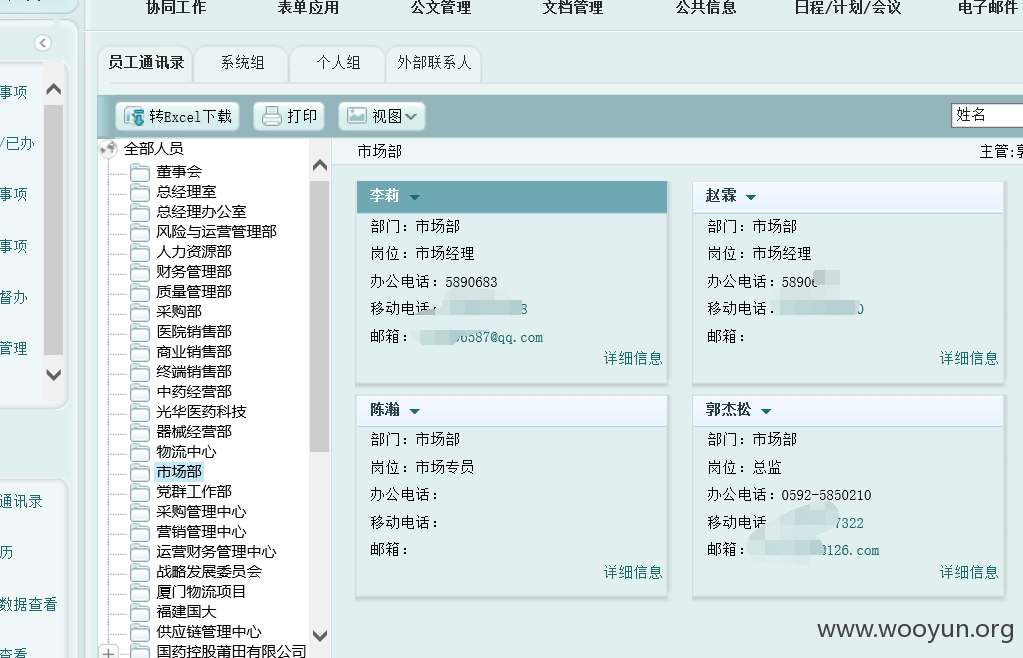 协同工作 表单应用 公文管理 文档管理 公共信息 日程/计划/会议 电子邮件
员工通讯录 系统组 个人组 外部联系人
事项
/已办
事项
事项
督办
管理
通讯录
历
数据查看
查看
转Excel下载 打印 视图 姓名
全部人员
董事会
总经理室
总经理办公室
风险与运营管理部
人力资源部
财务管理部
质量管理部
采购部
医院销售部
商业销售部
终端销售部
中药经营部
光华医药科技
器械经营部
物流中心
市场部
党群工作部
采购管理中心
营销管理中心
运营财务管理中心
战略发展委员会
厦门物流项目
福建国大
供应链管理中心
国药控股莆田有限公司
市场部 主管:
李莉
部门：市场部
岗位：市场经理
办公电话：5890683
移动电话：
邮箱： 587@qq.com
详细信息
赵霖
部门：市场部
岗位：市场经理
办公电话：5890
移动电话：
邮箱：
详细信息
陈瀚
部门：市场部
岗位：市场专员
办公电话：
移动电话：
邮箱：
详细信息
郭杰松
部门：市场部
岗位：总监
办公电话：0592-5850210
移动电话 7322
邮箱： 126.com
详细信息
www.wooyun.org